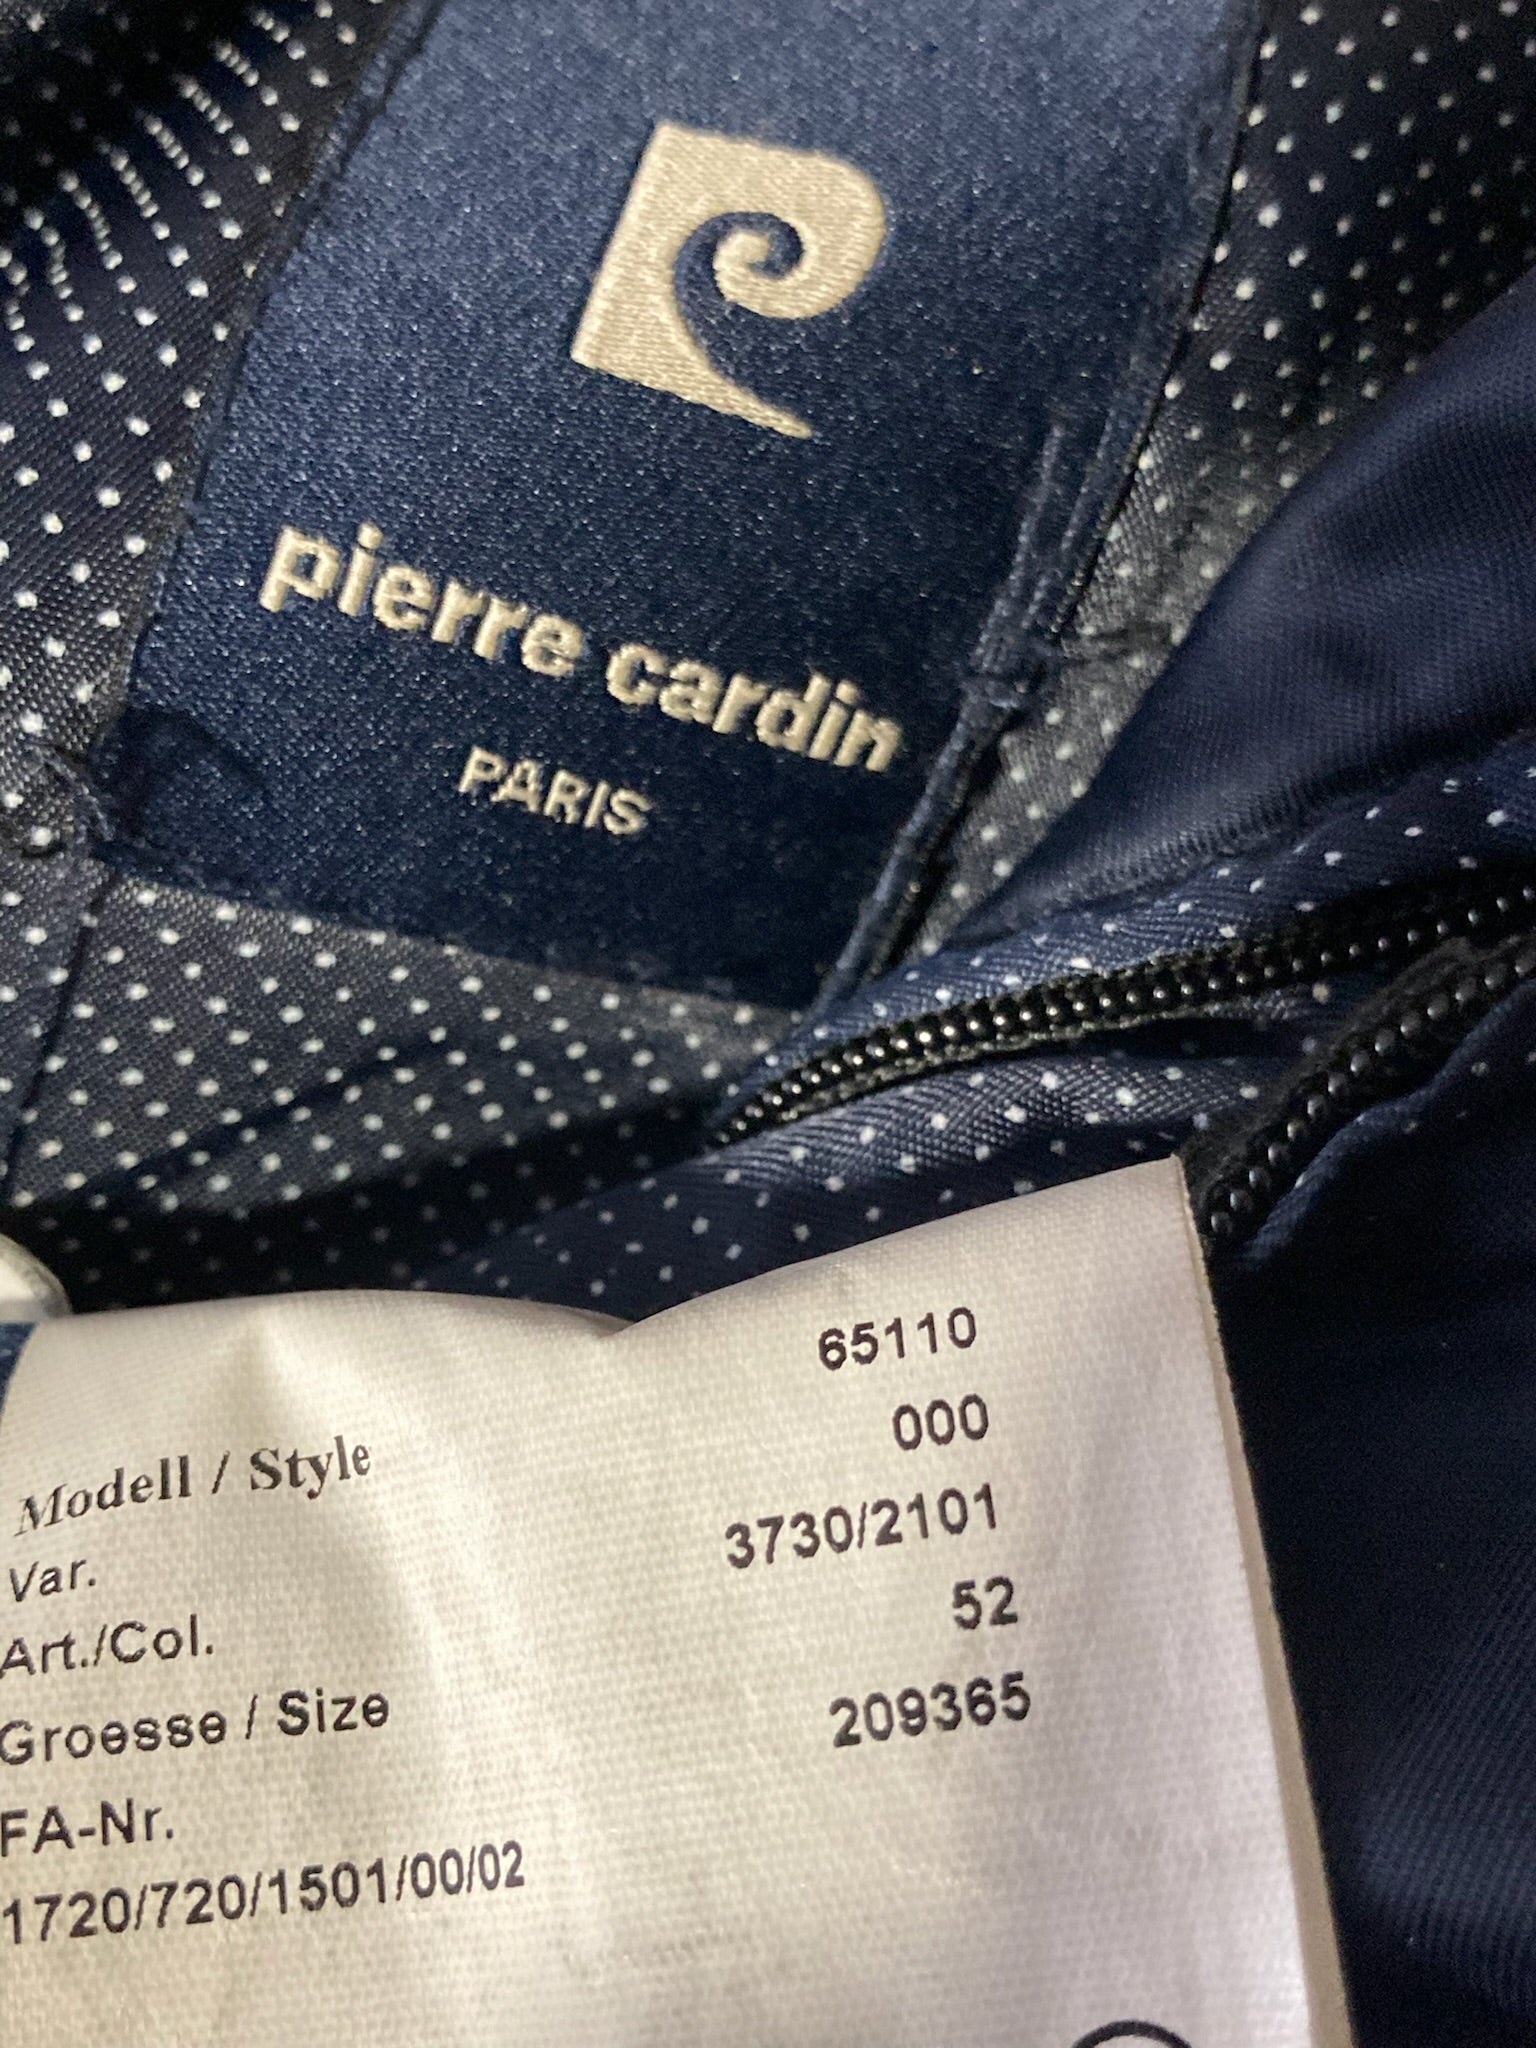 pierre cardin
PARIS
Modell / Style 65110
Var. 000
Art./Col. 3730/2101
Groesse / Size 52
FA-Nr. 209365
1720/720/1501/00/02